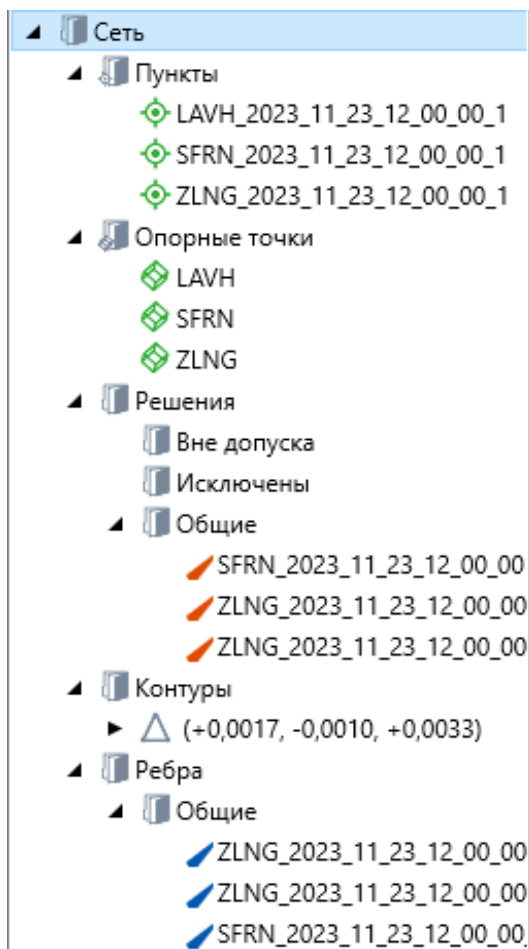 Сеть
Пункты
LAVH_2023_11_23_12_00_00_1
SFRN_2023_11_23_12_00_00_1
ZLNG_2023_11_23_12_00_00_1
Опорные точки
LAVH
SFRN
ZLNG
Решения
Вне допуска
Исключены
Общие
SFRN_2023_11_23_12_00_00
ZLNG_2023_11_23_12_00_00
ZLNG_2023_11_23_12_00_00
Контуры
(+0,0017, -0,0010, +0,0033)
Ребра
Общие
ZLNG_2023_11_23_12_00_00
ZLNG_2023_11_23_12_00_00
SFRN_2023_11_23_12_00_00